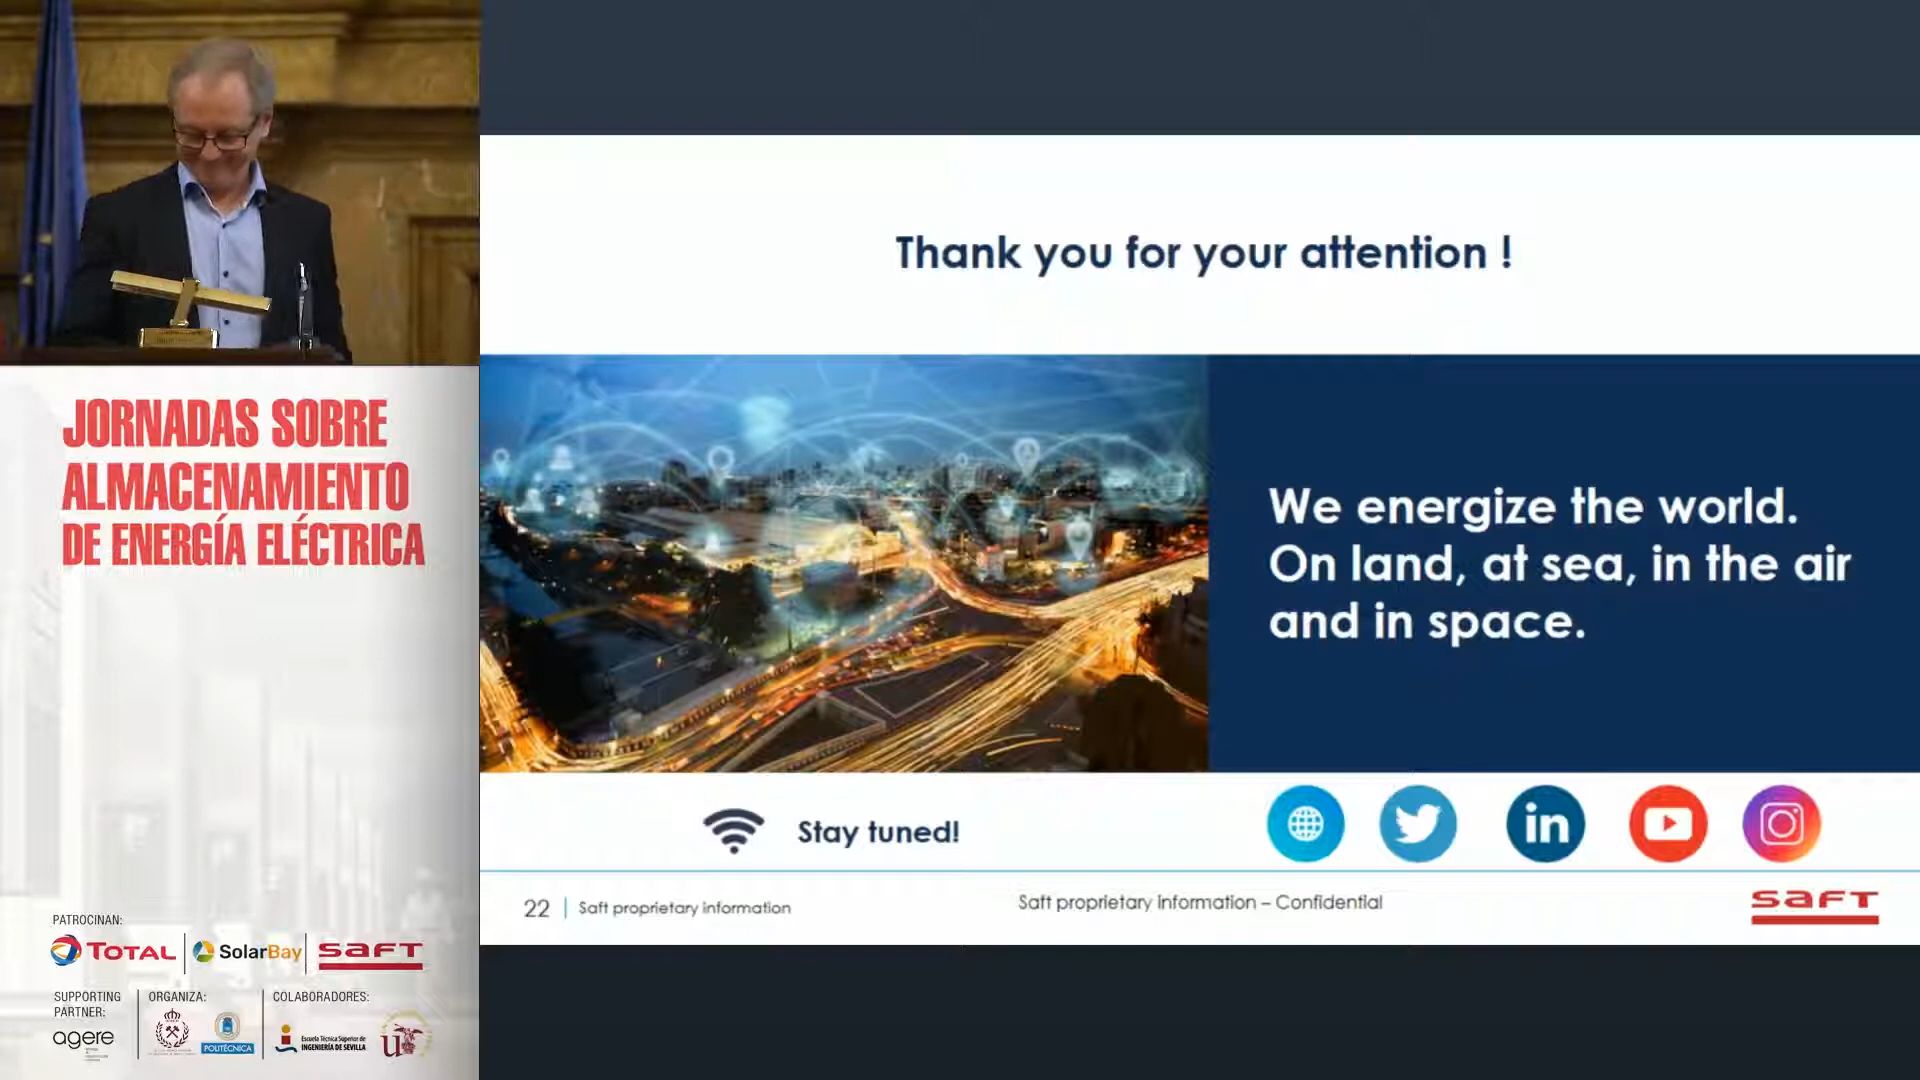 JORNADAS SOBRE
ALMACENAMIENTO
DE ENERGÍA ELÉCTRICA
PATROCINAN:
TOTAL
SolarBay
saft
SUPPORTING
PARTNER:
agere
ORGANIZA:
POLITÉCNICA
COLABORADORES:
Escuela Técnica Superior de
INGENIERÍA DE SEVILLA
Thank you for your attention !
We energize the world.
On land, at sea, in the air
and in space.
Stay tuned!
in
22
Saft proprietary information
Saft proprietary information – Confidential
saft